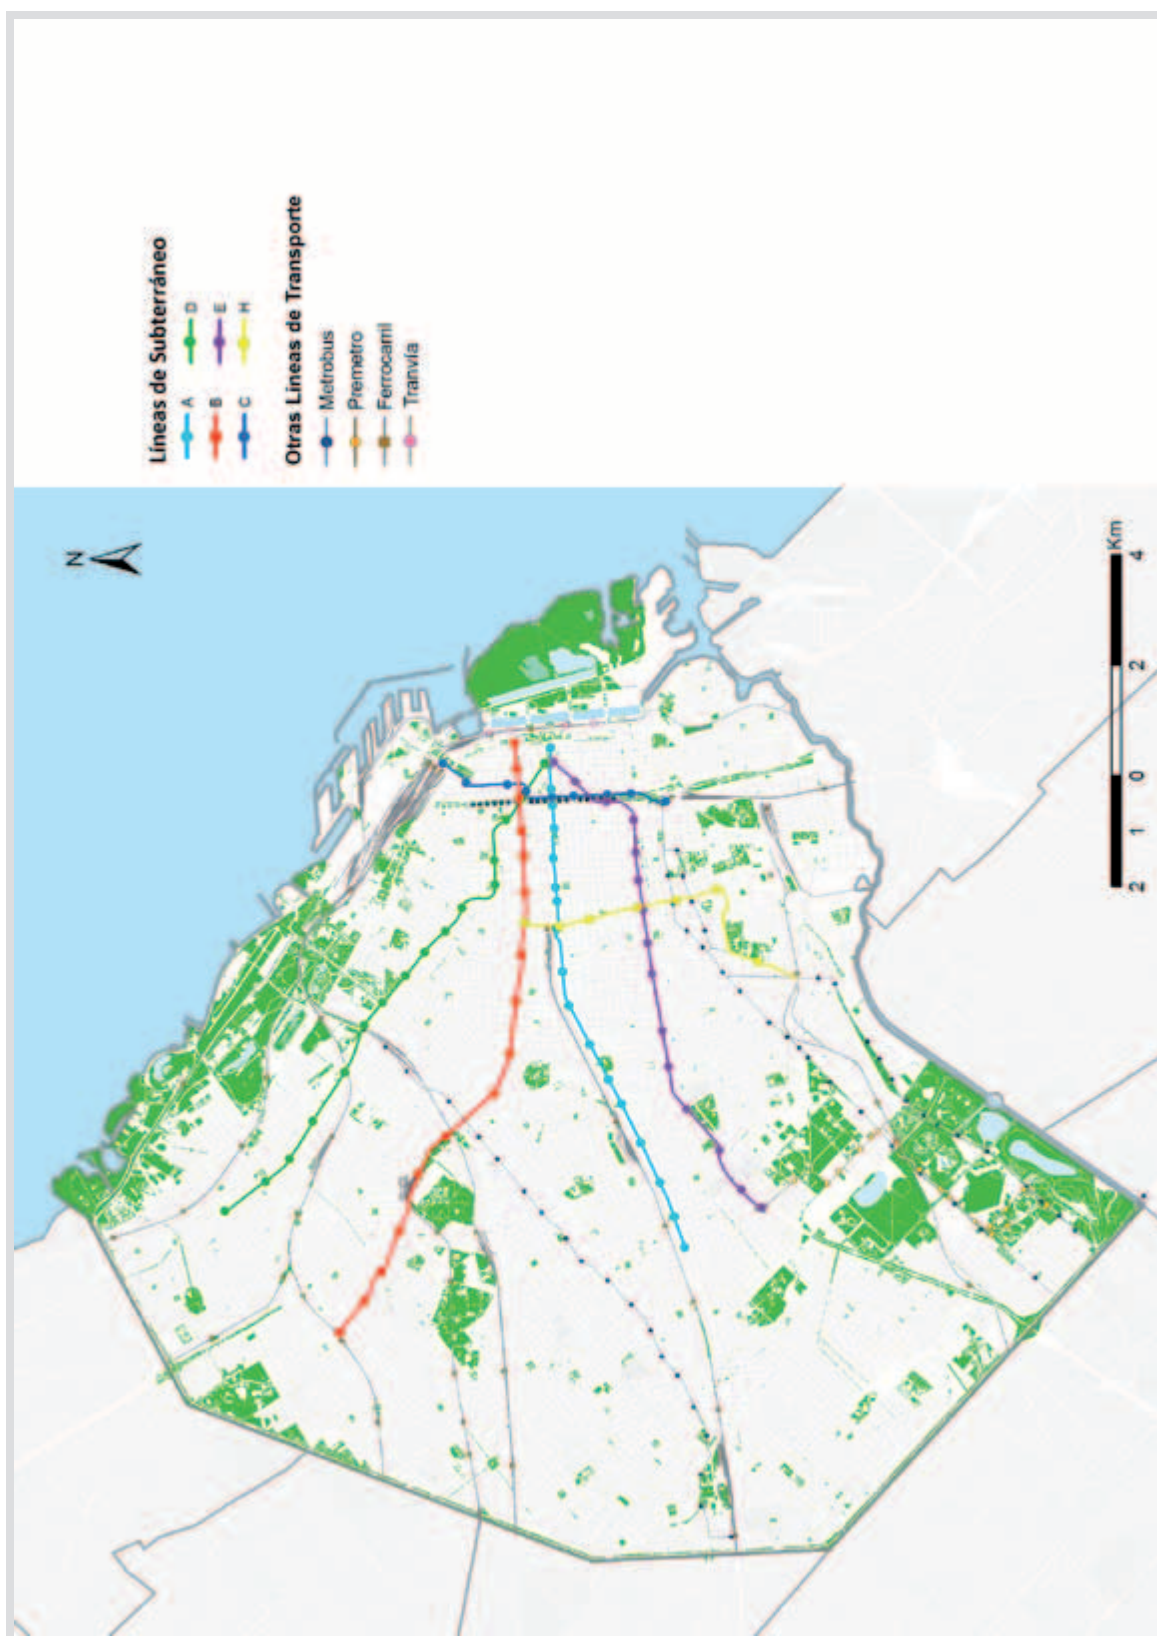 Líneas de Subterráneo
A
D
B
E
C
H
Otras Líneas de Transporte
Metrobus
Premetro
Ferrocarril
Tranvía
N
2 1 0 2 4
Km